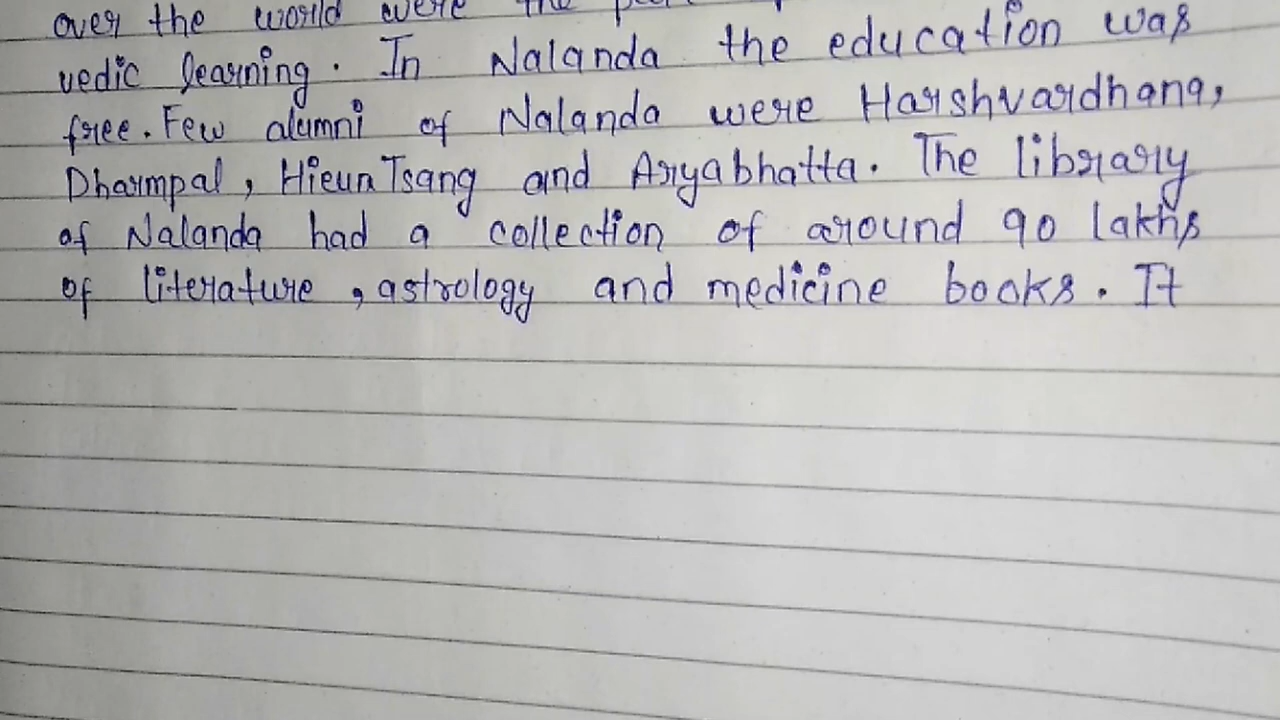 over the world were the
vedic learning. In Nalanda the education was
free. Few alumni of Nalanda were Harshvardhana,
Dharmpal, Hieun Tsang and Aryabhatta. The library
of Nalanda had a collection of around 90 lakhs
of literature, astrology and medicine books. It